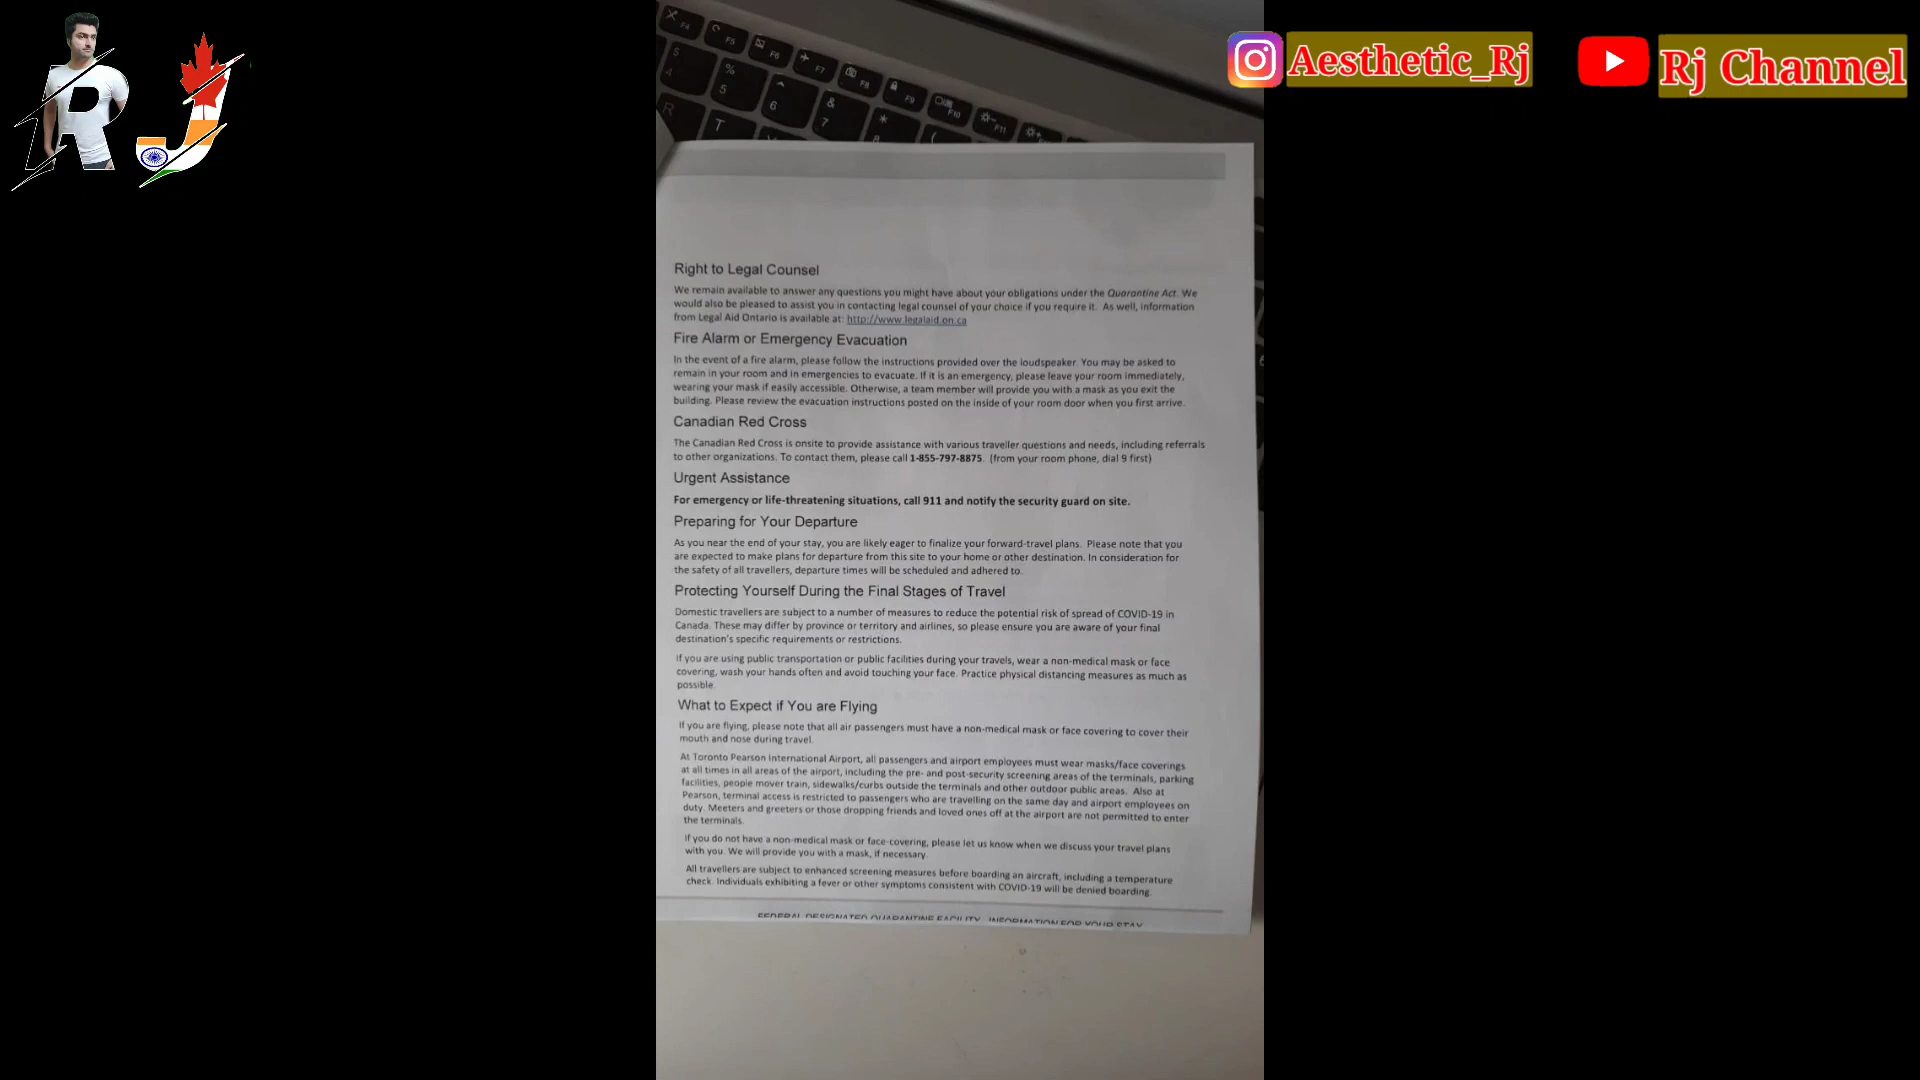 RJ
Aesthetic_Rj
Rj Channel
F4
F5
F6
F7
F8
F9
F10
F11
$
4
%
5
^
6
&
7
*
(
R
T
Right to Legal Counsel
We remain available to answer any questions you might have about your obligations under the Quarantine Act. We
would also be pleased to assist you in contacting legal counsel of your choice if you require it. As well, information
from Legal Aid Ontario is available at: http://www.legalaid.on.ca
Fire Alarm or Emergency Evacuation
In the event of a fire alarm, please follow the instructions provided over the loudspeaker. You may be asked to
remain in your room and in emergencies to evacuate. If it is an emergency, please leave your room immediately,
wearing your mask if easily accessible. Otherwise, a team member will provide you with a mask as you exit the
building. Please review the evacuation instructions posted on the inside of your room door when you first arrive.
Canadian Red Cross
The Canadian Red Cross is onsite to provide assistance with various traveller questions and needs, including referrals
to other organizations. To contact them, please call 1-855-797-8875. (from your room phone, dial 9 first)
Urgent Assistance
For emergency or life-threatening situations, call 911 and notify the security guard on site.
Preparing for Your Departure
As you near the end of your stay, you are likely eager to finalize your forward-travel plans. Please note that you
are expected to make plans for departure from this site to your home or other destination. In consideration for
the safety of all travellers, departure times will be scheduled and adhered to.
Protecting Yourself During the Final Stages of Travel
Domestic travellers are subject to a number of measures to reduce the potential risk of spread of COVID-19 in
Canada. These may differ by province or territory and airlines, so please ensure you are aware of your final
destination's specific requirements or restrictions.
If you are using public transportation or public facilities during your travels, wear a non-medical mask or face
covering, wash your hands often and avoid touching your face. Practice physical distancing measures as much as
possible.
What to Expect if You are Flying
If you are flying, please note that all air passengers must have a non-medical mask or face covering to cover their
mouth and nose during travel.
At Toronto Pearson International Airport, all passengers and airport employees must wear masks/face coverings
at all times in all areas of the airport, including the pre- and post-security screening areas of the terminals, parking
facilities, people mover train, sidewalks/curbs outside the terminals and other outdoor public areas. Also at
Pearson, terminal access is restricted to passengers who are travelling on the same day and airport employees on
duty. Meeters and greeters or those dropping friends and loved ones off at the airport are not permitted to enter
the terminals.
If you do not have a non-medical mask or face-covering, please let us know when we discuss your travel plans
with you. We will provide you with a mask, if necessary.
All travellers are subject to enhanced screening measures before boarding an aircraft, including a temperature
check. Individuals exhibiting a fever or other symptoms consistent with COVID-19 will be denied boarding.
FEDERAL DESIGNATED QUARANTINE FACILITY INFORMATION FOR YOUR STAY